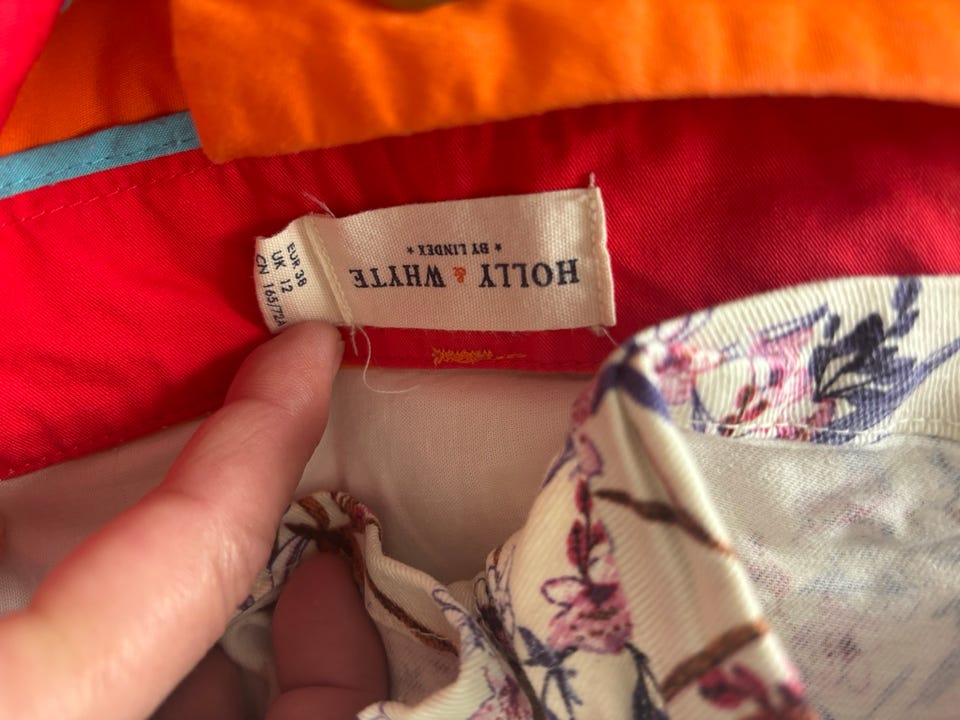 HOLLY & WHYTE
* BY LINDEX *
EUR 38
UK 12
CN 165/72A